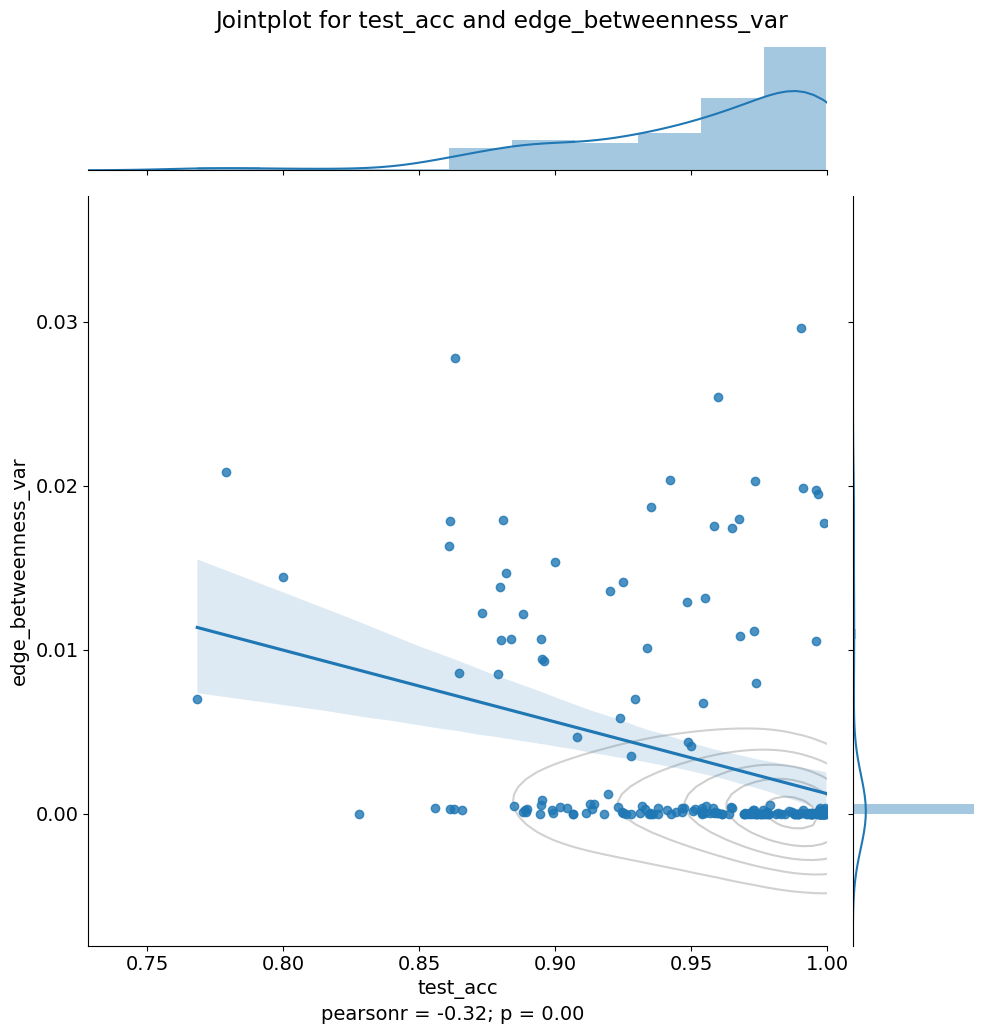 Jointplot for test_acc and edge_betweenness_var
edge_betweenness_var
0.03
0.02
0.01
0.00
0.75 0.80 0.85 0.90 0.95 1.00
test_acc
pearsonr = -0.32; p = 0.00